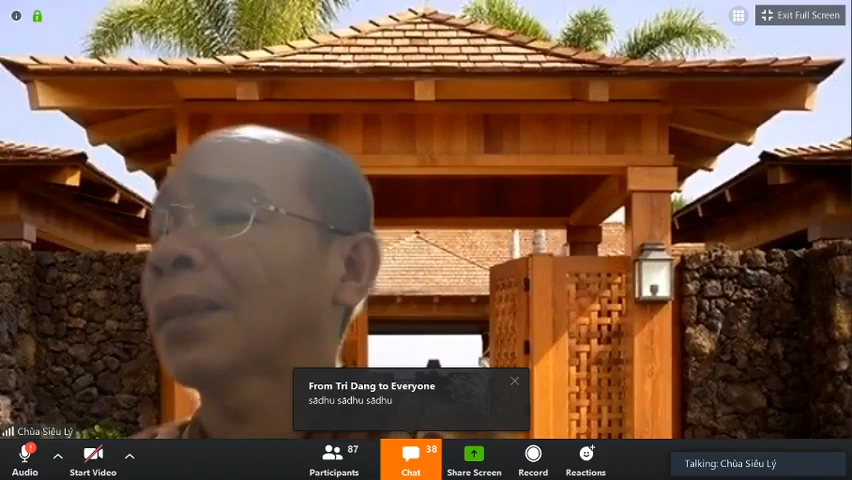 Exit Full Screen
From Tri Dang to Everyone
sādhu sādhu sādhu
Chùa Siêu Lý
Audio
Start Video
87
Participants
38
Chat
Share Screen
Record
Reactions
Talking: Chùa Siêu Lý